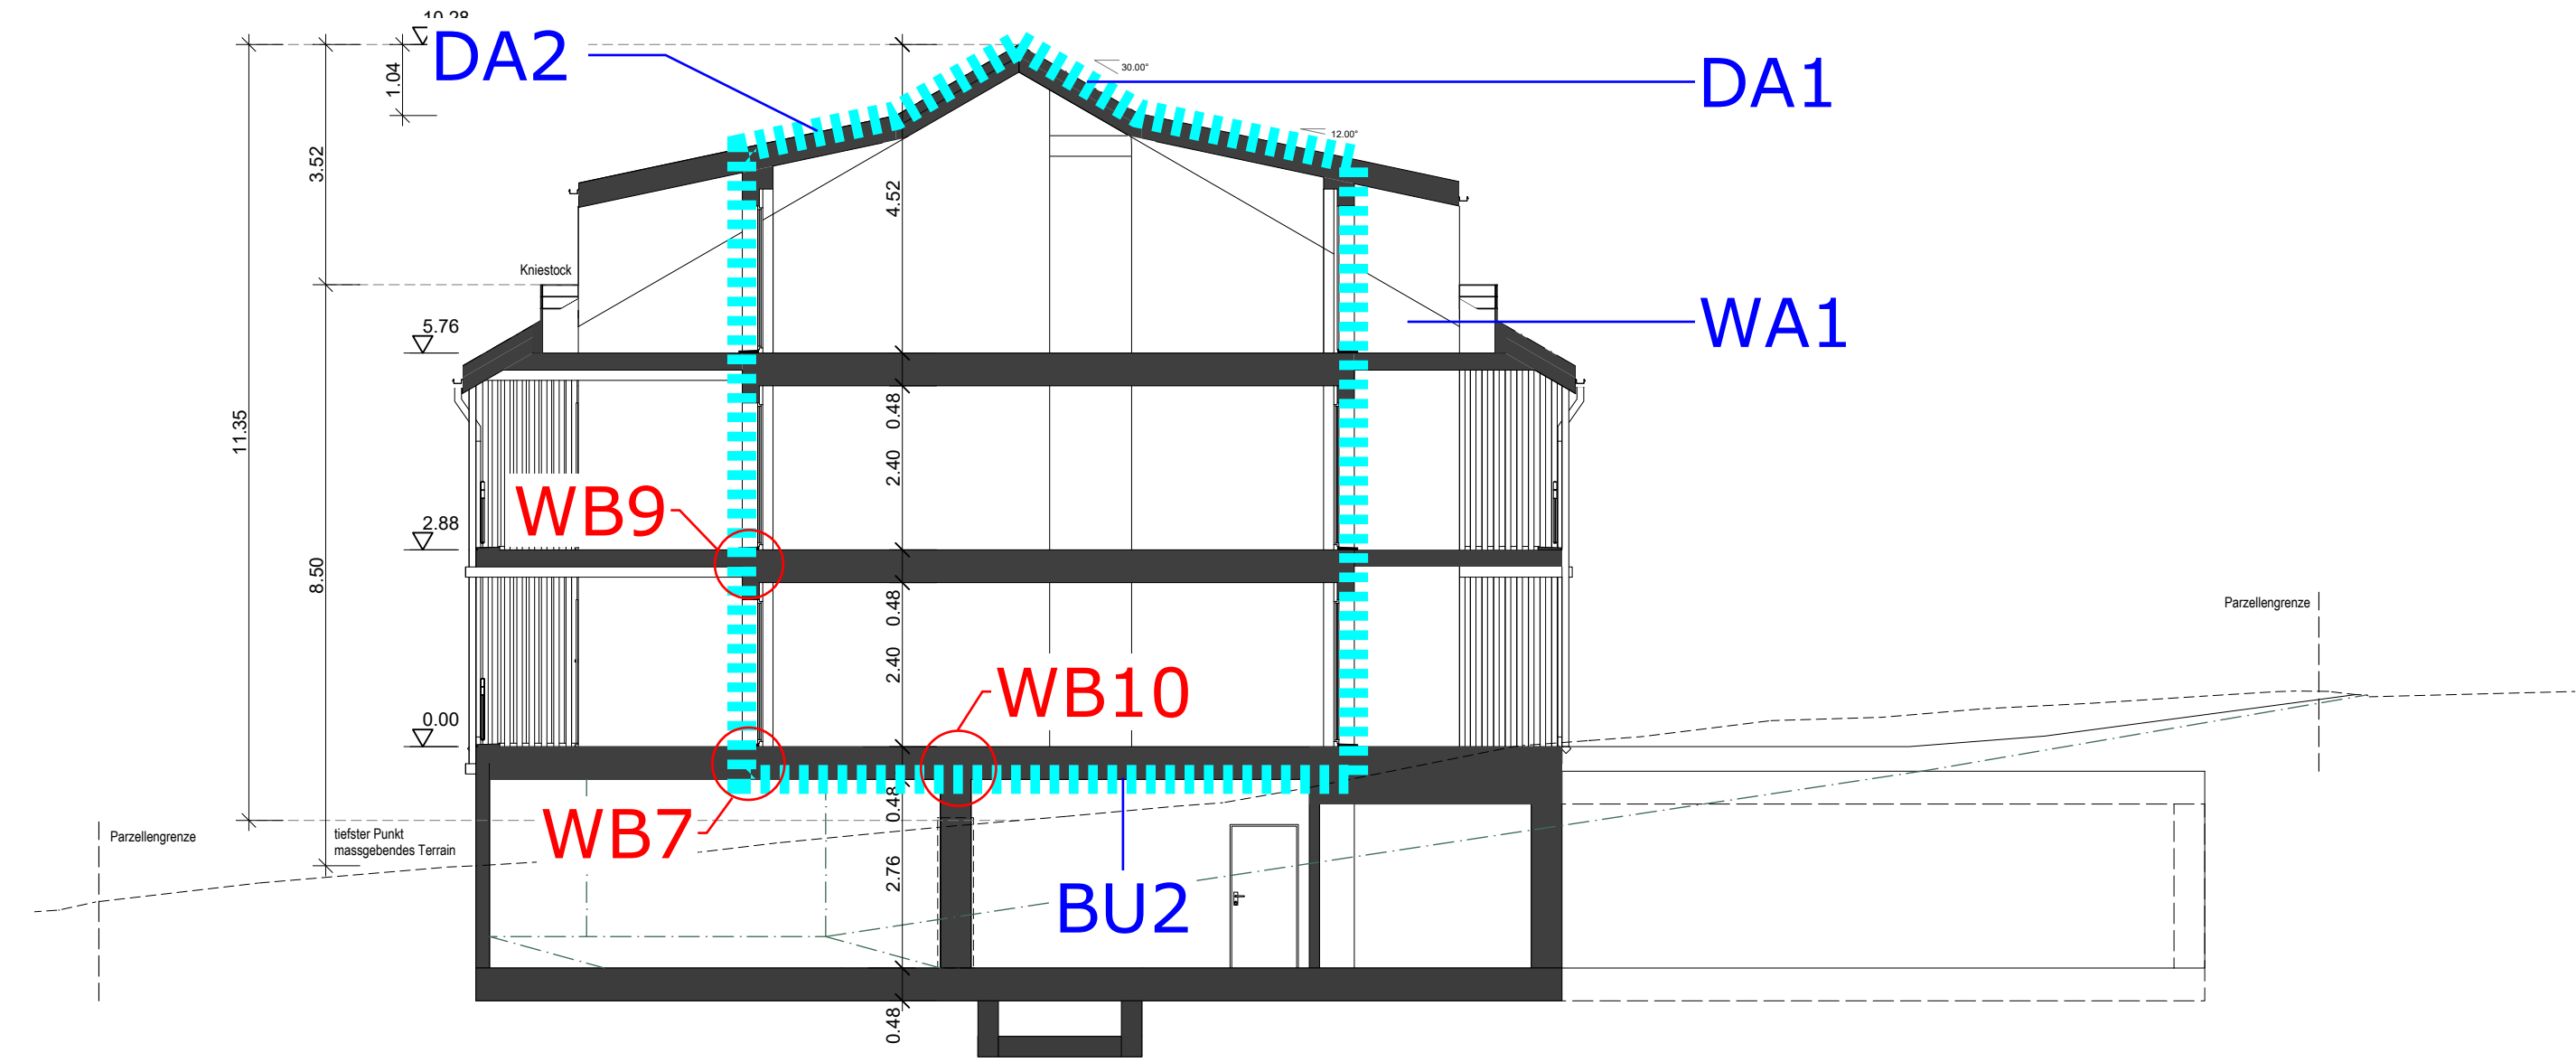 10.28
DA2
DA1
30.00°
1.04
12.00°
3.52
4.52
Kniestock
WA1
5.76
11.35
0.48
2.40
WB9
2.88
8.50
0.48
Parzellengrenze
2.40
WB10
0.00
0.48
WB7
Parzellengrenze
tiefster Punkt
massgebendes Terrain
2.76
BU2
0.48